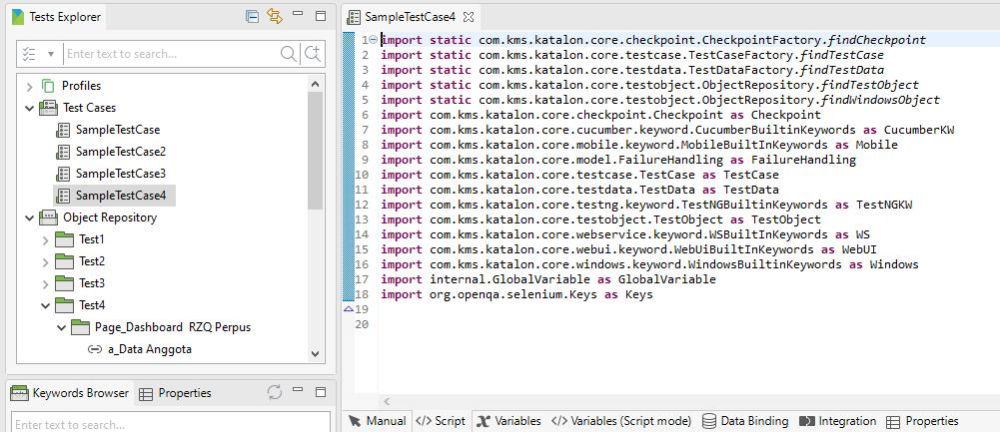 Tests Explorer
Enter text to search...
Profiles
Test Cases
SampleTestCase
SampleTestCase2
SampleTestCase3
SampleTestCase4
Object Repository
Test1
Test2
Test3
Test4
Page_Dashboard RZQ Perpus
a_Data Anggota
Keywords Browser
Properties
Enter text to search...
SampleTestCase4
1 import static com.kms.katalon.core.checkpoint.CheckpointFactory.findCheckpoint
2 import static com.kms.katalon.core.testcase.TestCaseFactory.findTestCase
3 import static com.kms.katalon.core.testdata.TestDataFactory.findTestData
4 import static com.kms.katalon.core.testobject.ObjectRepository.findTestObject
5 import static com.kms.katalon.core.testobject.ObjectRepository.findWindowsObject
6 import com.kms.katalon.core.checkpoint.Checkpoint as Checkpoint
7 import com.kms.katalon.core.cucumber.keyword.CucumberBuiltinKeywords as CucumberKW
8 import com.kms.katalon.core.mobile.keyword.MobileBuiltInKeywords as Mobile
9 import com.kms.katalon.core.model.FailureHandling as FailureHandling
10 import com.kms.katalon.core.testcase.TestCase as TestCase
11 import com.kms.katalon.core.testdata.TestData as TestData
12 import com.kms.katalon.core.testng.keyword.TestNGBuiltinKeywords as TestNGKW
13 import com.kms.katalon.core.testobject.TestObject as TestObject
14 import com.kms.katalon.core.webservice.keyword.WSBuiltInKeywords as WS
15 import com.kms.katalon.core.webui.keyword.WebUiBuiltInKeywords as WebUI
16 import com.kms.katalon.core.windows.keyword.WindowsBuiltinKeywords as Windows
17 import internal.GlobalVariable as GlobalVariable
18 import org.openqa.selenium.Keys as Keys
19
20
Manual
</> Script
Variables
</> Variables (Script mode)
Data Binding
Integration
Properties